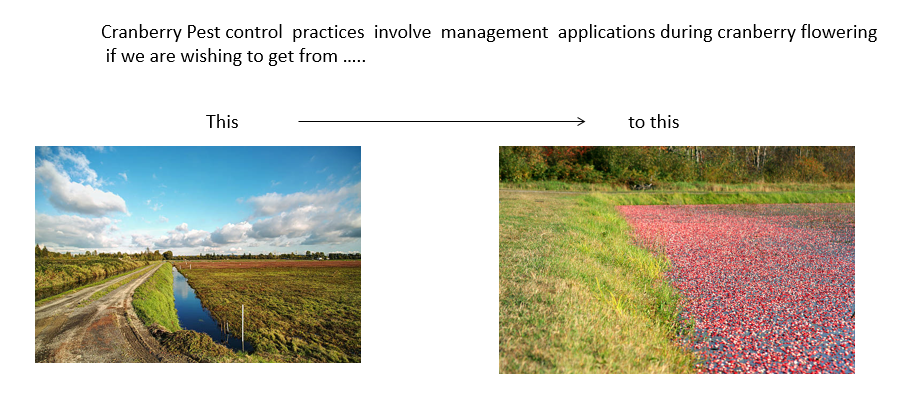 Cranberry Pest control practices involve management applications during cranberry flowering
if we are wishing to get from .....
This to this